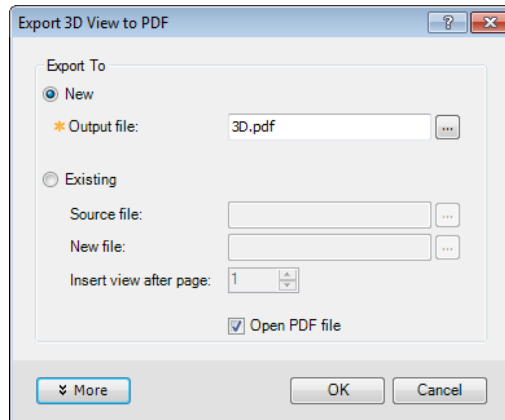 Export 3D View to PDF
Export To
New
* Output file: 3D.pdf ...
Existing
Source file: ...
New file: ...
Insert view after page: 1
Open PDF file
More OK Cancel